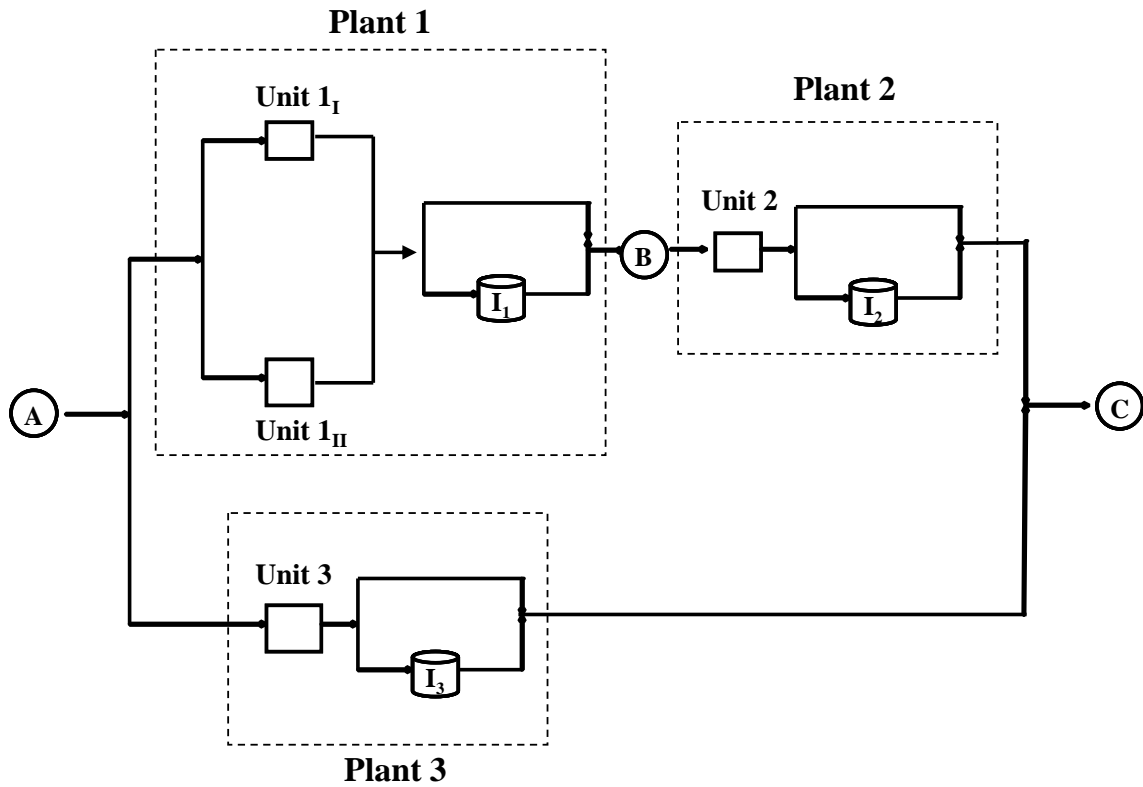 Plant 1
Unit 1I
Plant 2
Unit 2
B
I1
I2
A
C
Unit 1II
Unit 3
I3
Plant 3